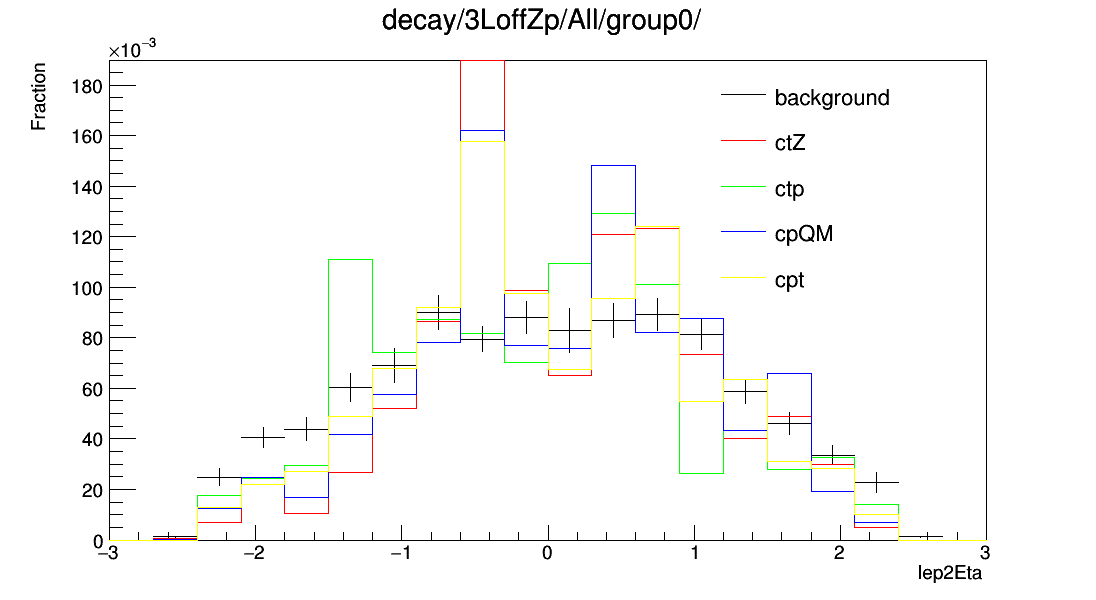 decay/3LoffZp/All/group0/
×10⁻³
Fraction
180
160
140
120
100
80
60
40
20
0
background
ctZ
ctp
cpQM
cpt
−3 −2 −1 0 1 2 3
lep2Eta